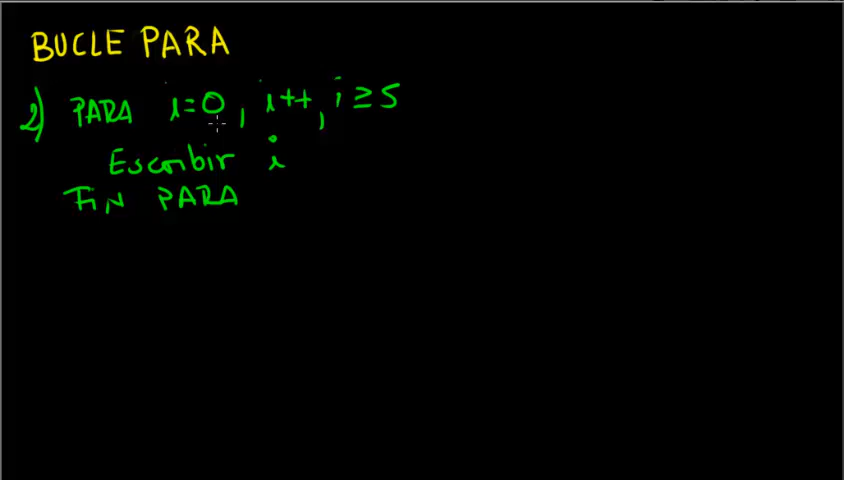 BUCLE PARA
2) PARA i=0, i++, i≥5
Escribir i
FIN PARA